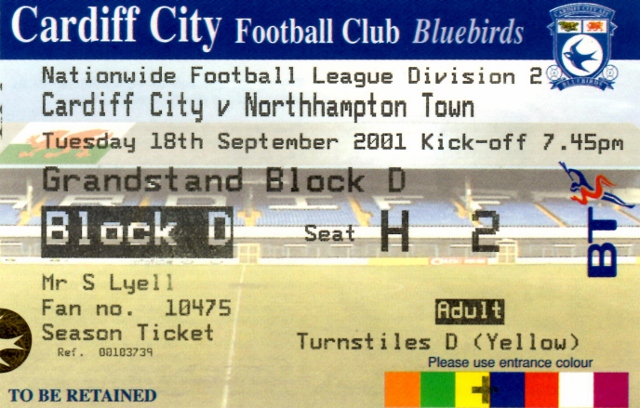 Cardiff City Football Club Bluebirds
Nationwide Football League Division 2
Cardiff City v Northhampton Town
Tuesday 18th September 2001 Kick-off 7.45pm
Grandstand Block D
Block D Seat H 2
BT
Mr S Lyell
Fan no. 10475
Season Ticket
Ref. 00103739
Adult
Turnstiles D (Yellow)
Please use entrance colour
TO BE RETAINED